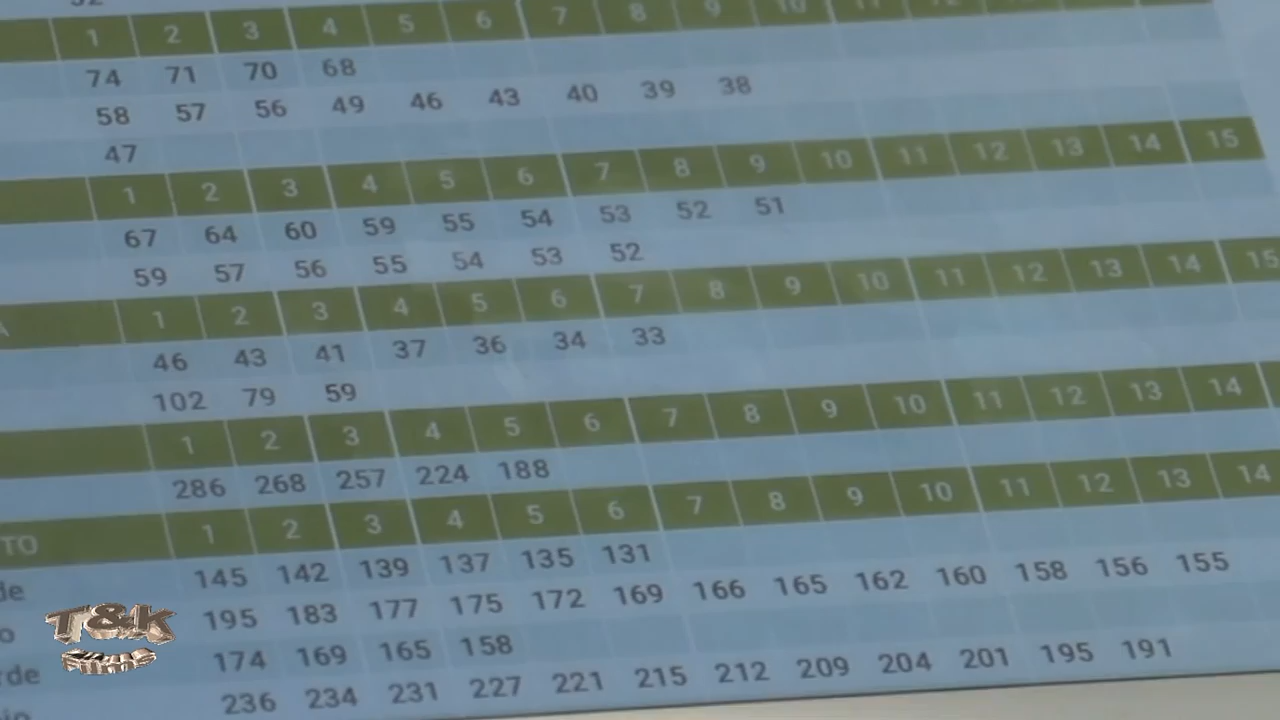 1 2 3 4 5 6 7 8 9 10
74 71 70 68
58 57 56 49 46 43 40 39 38
47
1 2 3 4 5 6 7 8 9 10 11 12 13 14 15
67 64 60 59 55 54 53 52 51
59 57 56 55 54 53 52
A 1 2 3 4 5 6 7 8 9 10 11 12 13 14 15
46 43 41 37 36 34 33
102 79 59
1 2 3 4 5 6 7 8 9 10 11 12 13 14
286 268 257 224 188
TO 1 2 3 4 5 6 7 8 9 10 11 12 13 14
de 145 142 139 137 135 131
o 195 183 177 175 172 169 166 165 162 160 158 156 155
rde 174 169 165 158
236 234 231 227 221 215 212 209 204 201 195 191
T&K
FILMS